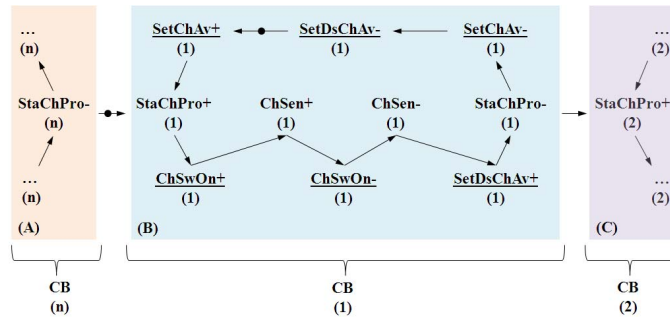 ...
(n)
StaChPro-
(n)
...
(n)
(A)
CB
(n)
SetChAv+
(1)
SetDsChAv-
(1)
SetChAv-
(1)
StaChPro+
(1)
ChSen+
(1)
ChSen-
(1)
StaChPro-
(1)
ChSwOn+
(1)
ChSwOn-
(1)
SetDsChAv+
(1)
(B)
CB
(1)
...
(2)
StaChPro+
(2)
...
(2)
(C)
CB
(2)